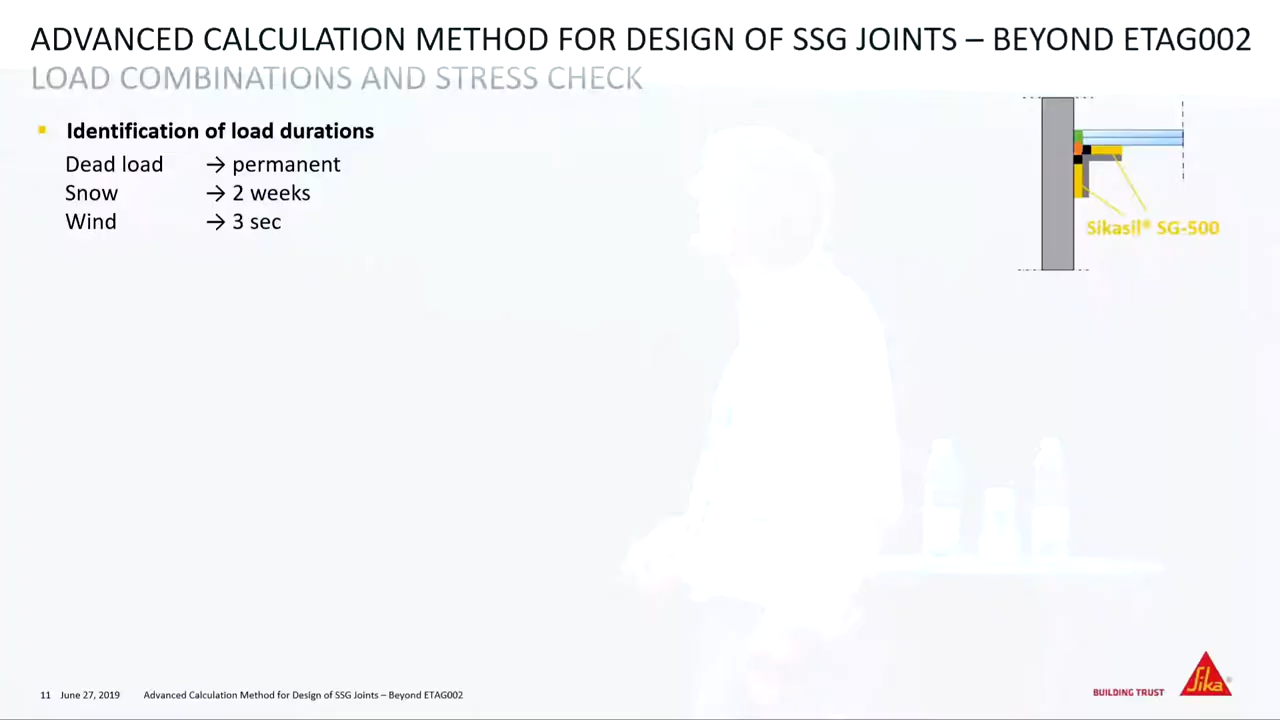 ADVANCED CALCULATION METHOD FOR DESIGN OF SSG JOINTS – BEYOND ETAG002
LOAD COMBINATIONS AND STRESS CHECK
▪ Identification of load durations
Dead load → permanent
Snow → 2 weeks
Wind → 3 sec
Sikasil® SG-500
11 June 27, 2019 Advanced Calculation Method for Design of SSG Joints – Beyond ETAG002
BUILDING TRUST
Sika®